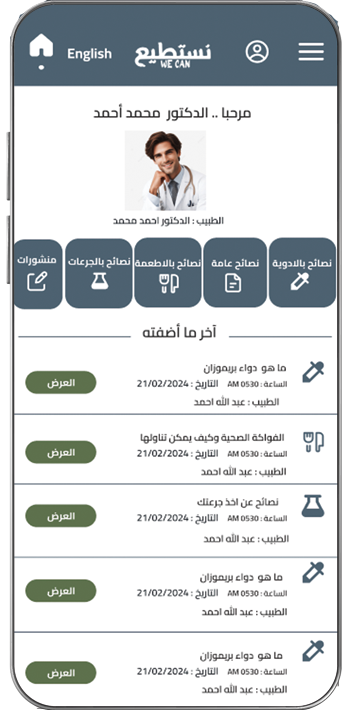 English
نستطيع
WE CAN
مرحبا .. الدكتور محمد أحمد
الطبيب : الدكتور احمد محمد
نصائح بالادوية
نصائح عامة
نصائح بالاطعمة
نصائح بالجرعات
منشورات
آخر ما أضفته
ما هو دواء بريموزان
الساعة : 0530 AM التاريخ : 21/02/2024
الطبيب : عبد الله احمد
العرض
الفواكة الصحية وكيف يمكن تناولها
الساعة : 0530 AM التاريخ : 21/02/2024
الطبيب : عبد الله احمد
العرض
نصائح عن اخذ جرعتك
الساعة : 0530 AM التاريخ : 21/02/2024
الطبيب : عبد الله احمد
العرض
ما هو دواء بريموزان
الساعة : 0530 AM التاريخ : 21/02/2024
الطبيب : عبد الله احمد
العرض
ما هو دواء بريموزان
الساعة : 0530 AM التاريخ : 21/02/2024
الطبيب : عبد الله احمد
العرض